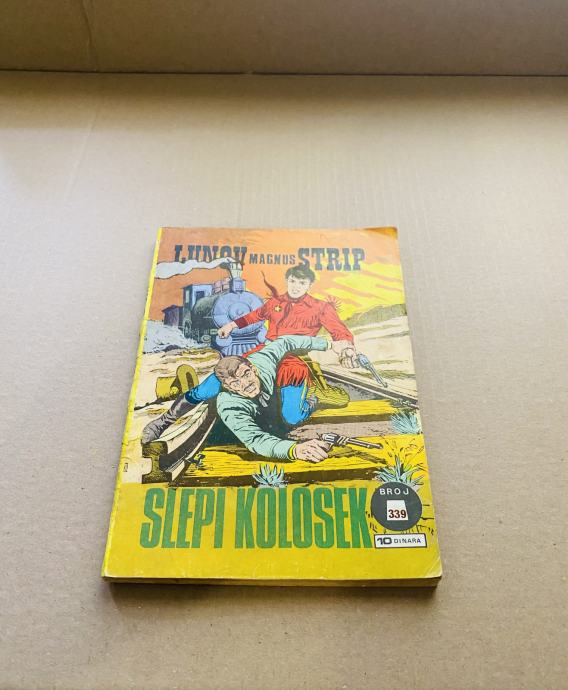 LUNOV MAGNUS STRIP
SLEPI KOLOSEK
BROJ
339
10 DINARA